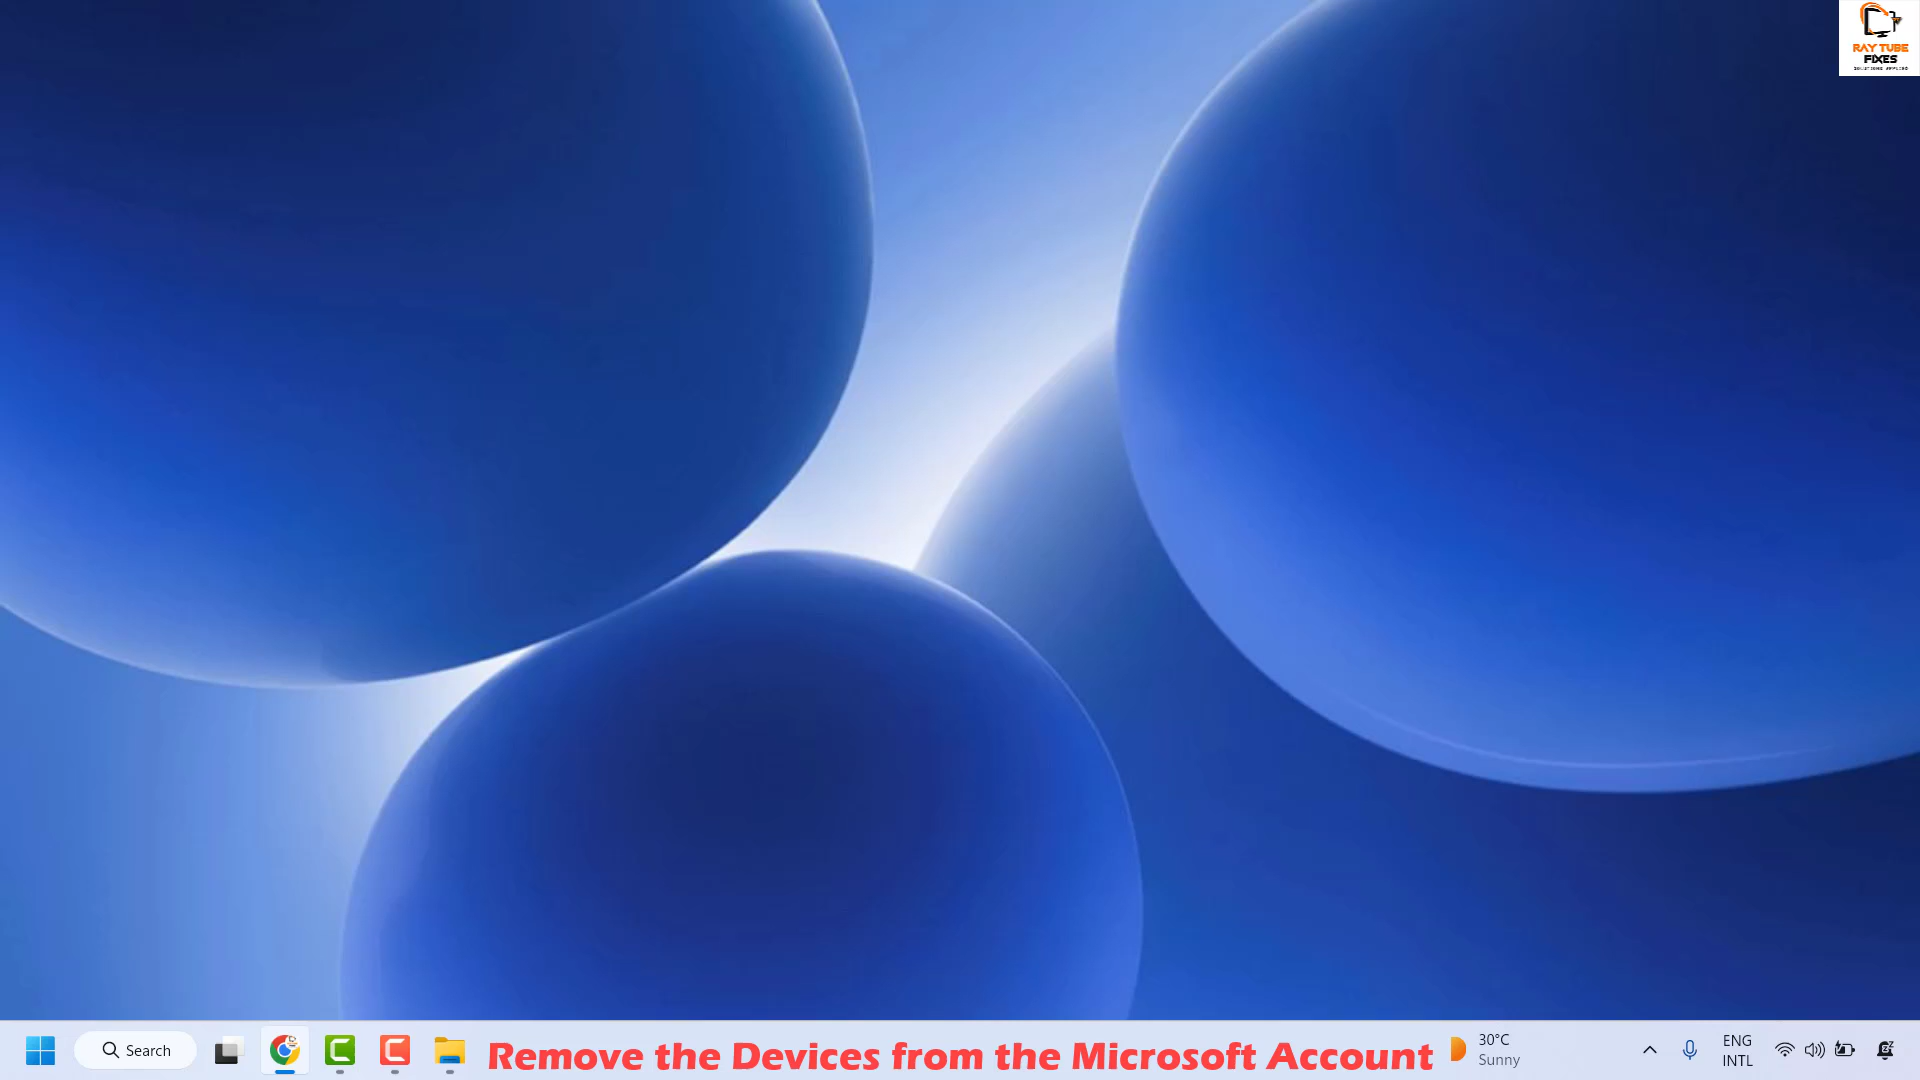 RAY TUBE
FIXES
Search
Remove the Devices from the Microsoft Account
30°C
Sunny
ENG
INTL